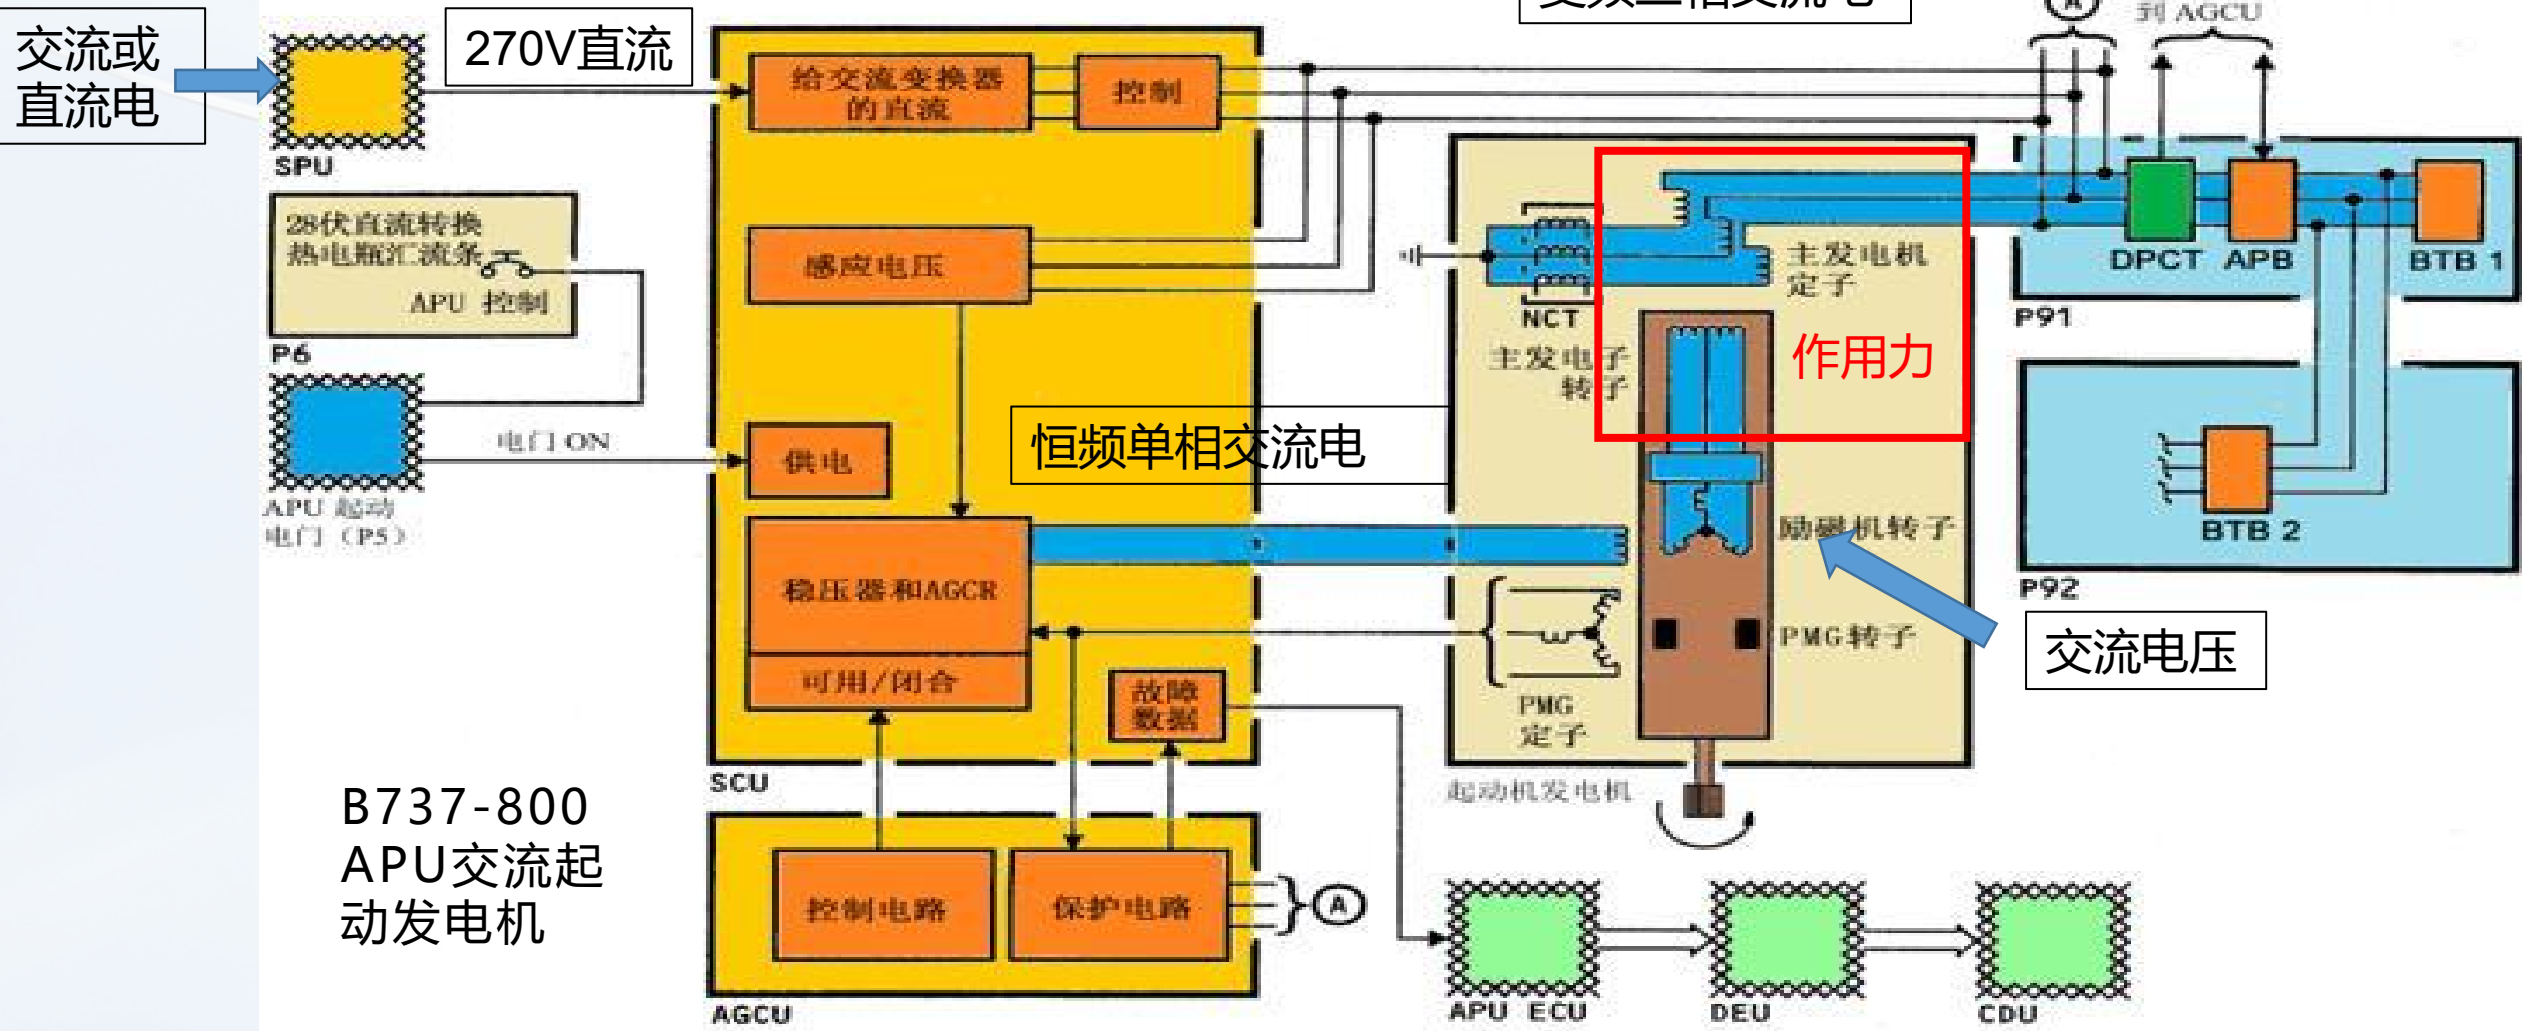 交流或
直流电
270V直流
到 AGCU
A
给交流变换器
的直流
控制
SPU
28伏直流转换
热电瓶汇流条
APU 控制
P6
感应电压
主发电机
定子
NCT
DPCT
APB
BTB 1
P91
主发电子
转子
作用力
电门 ON
供电
恒频单相交流电
APU 起动
电门（P5）
BTB 2
P92
励磁机转子
稳压器和AGCR
PMG转子
交流电压
可用/闭合
故障
数据
PMG
定子
SCU
起动机发电机
B737-800
APU交流起
动发电机
控制电路
保护电路
A
AGCU
APU ECU
DEU
CDU